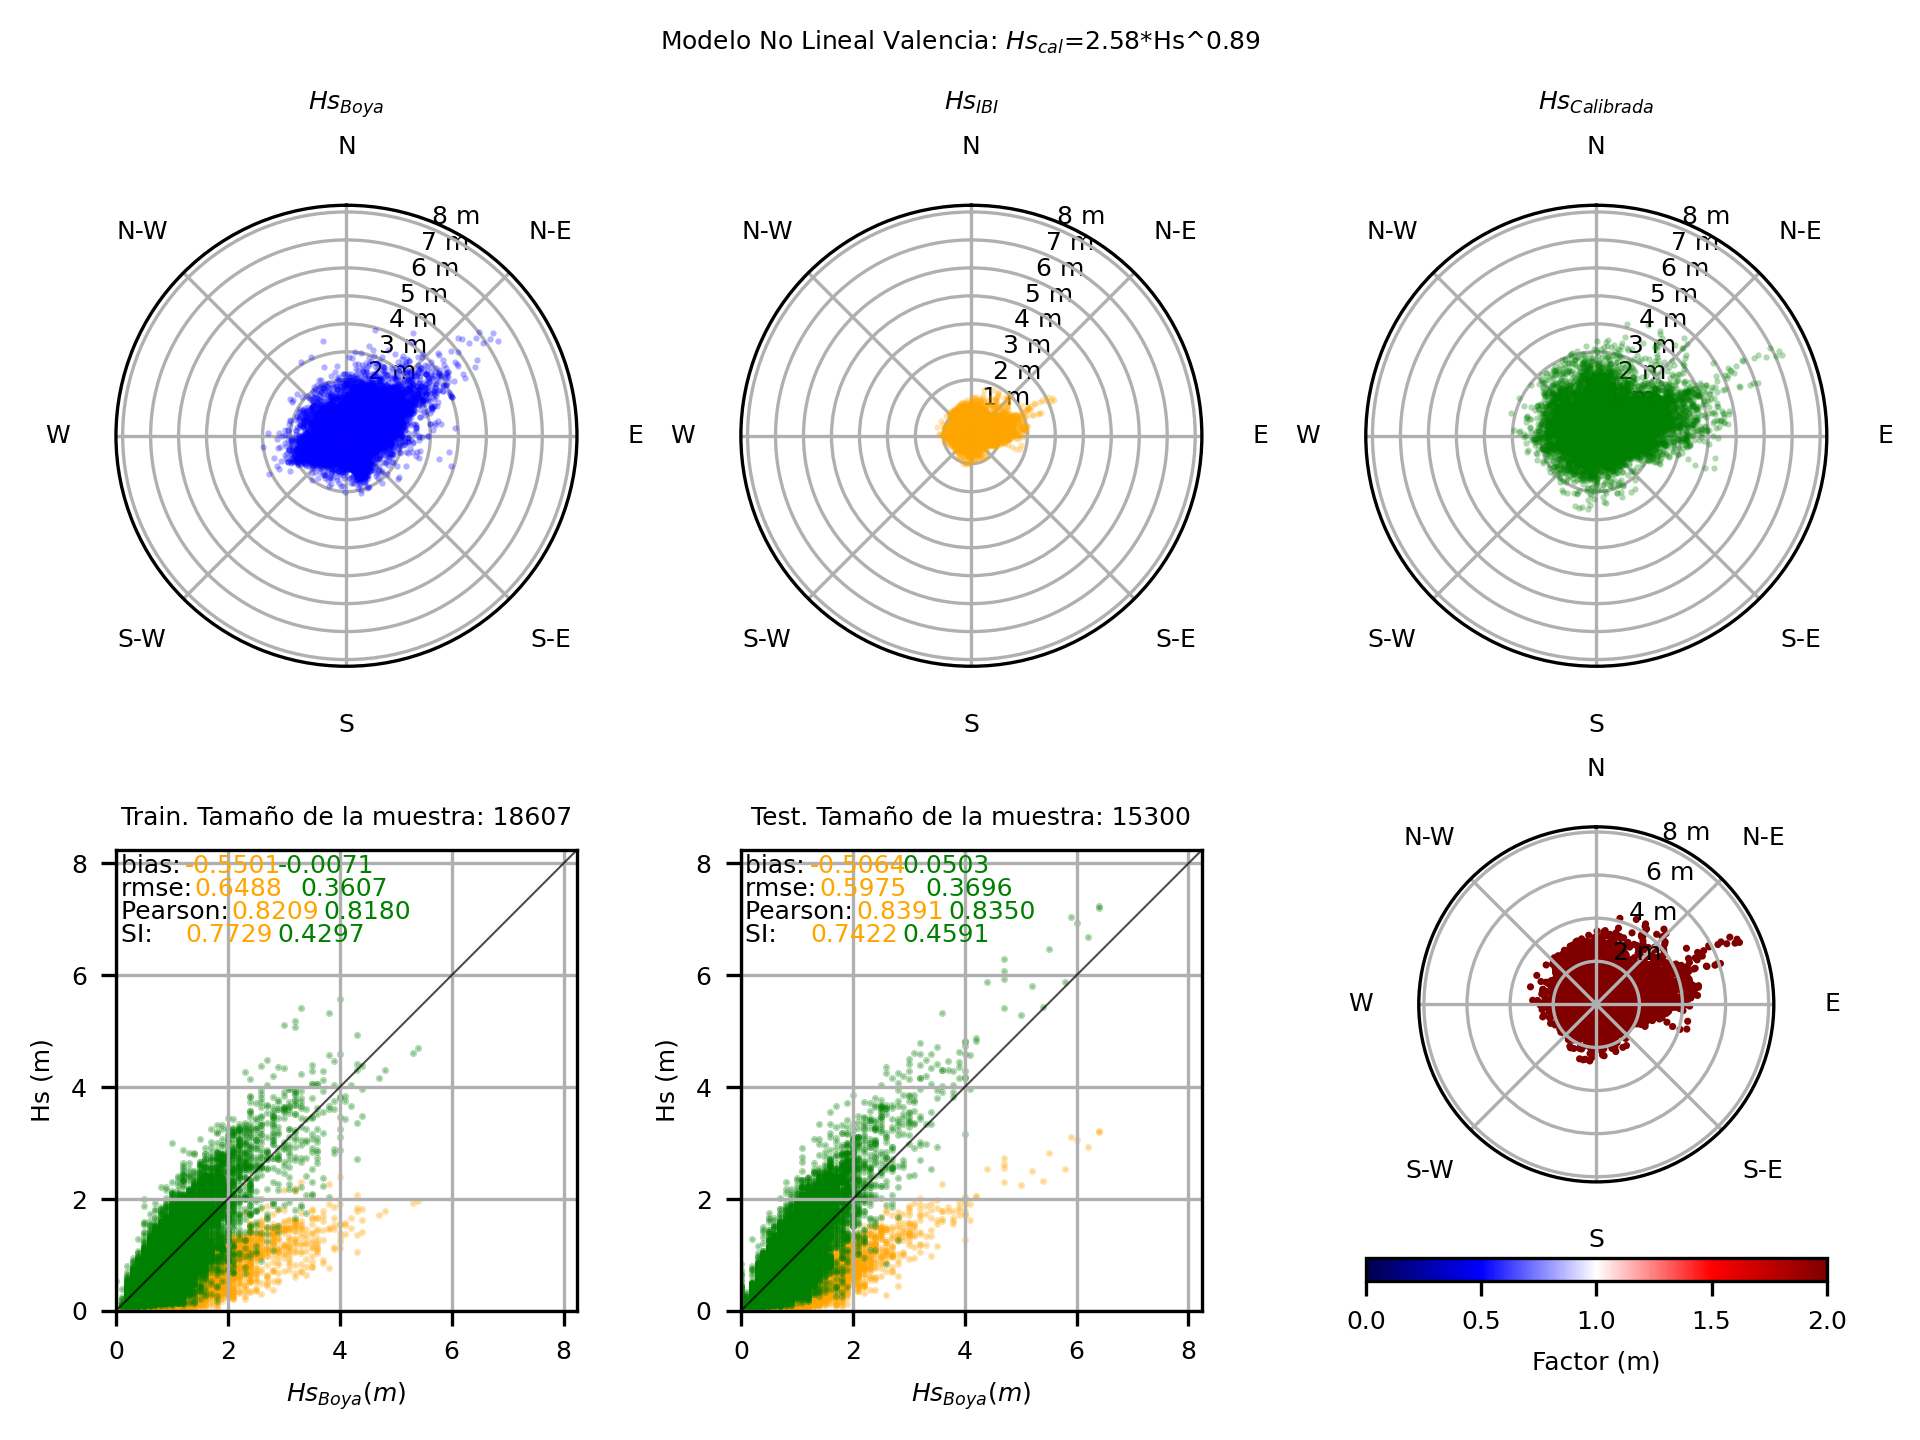 Modelo No Lineal Valencia: Hs_cal=2.58*Hs^0.89
Hs_Boya
N
N-W
N-E
W
E
S-W
S-E
S
8 m
7 m
6 m
5 m
4 m
3 m
2 m
Hs_IBI
N
N-W
N-E
W
E
S-W
S-E
S
8 m
7 m
6 m
5 m
4 m
3 m
2 m
1 m
Hs_Calibrada
N
N-W
N-E
W
E
S-W
S-E
S
8 m
7 m
6 m
5 m
4 m
3 m
2 m
Train. Tamaño de la muestra: 18607
bias: -0.5501 -0.0071
rmse: 0.6488 0.3607
Pearson: 0.8209 0.8180
SI: 0.7729 0.4297
Hs (m)
8
6
4
2
0
0 2 4 6 8
Hs_Boya(m)
Test. Tamaño de la muestra: 15300
bias: -0.5064 0.0503
rmse: 0.5975 0.3696
Pearson: 0.8391 0.8350
SI: 0.7422 0.4591
Hs (m)
8
6
4
2
0
0 2 4 6 8
Hs_Boya(m)
N
N-W
N-E
W
E
S-W
S-E
S
8 m
6 m
4 m
2 m
0.0 0.5 1.0 1.5 2.0
Factor (m)